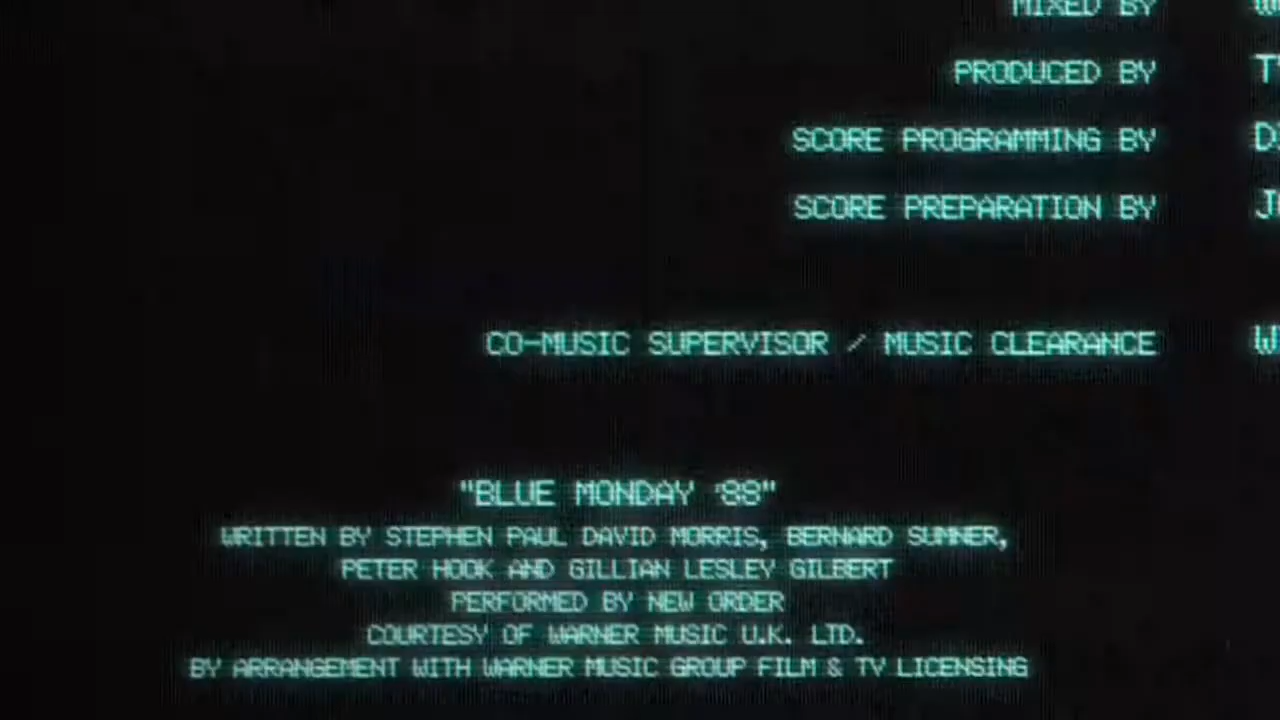 MIXED BY
PRODUCED BY
SCORE PROGRAMMING BY
SCORE PREPARATION BY
CO-MUSIC SUPERVISOR / MUSIC CLEARANCE
"BLUE MONDAY '88"
WRITTEN BY STEPHEN PAUL DAVID MORRIS, BERNARD SUMNER,
PETER HOOK AND GILLIAN LESLEY GILBERT
PERFORMED BY NEW ORDER
COURTESY OF WARNER MUSIC U.K. LTD.
BY ARRANGEMENT WITH WARNER MUSIC GROUP FILM & TV LICENSING